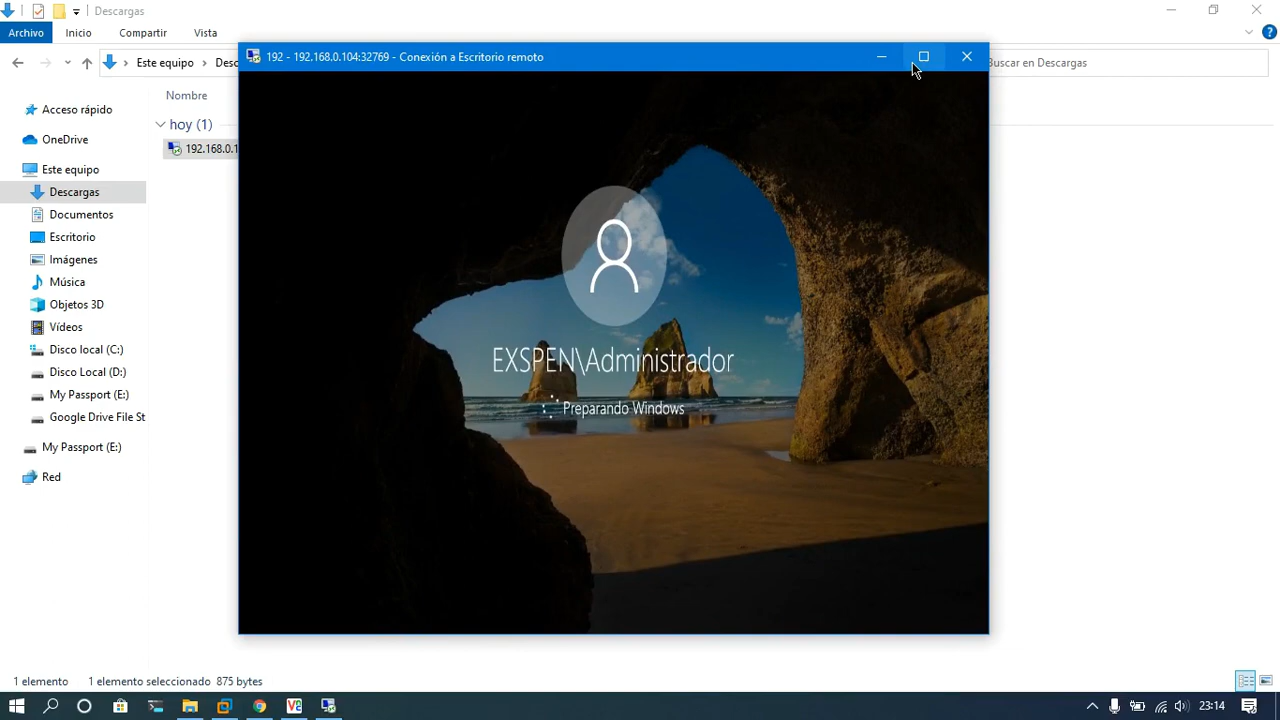 Descargas
Archivo
Inicio
Compartir
Vista
Este equipo
Desc
Buscar en Descargas
192 - 192.168.0.104:32769 - Conexión a Escritorio remoto
Nombre
hoy (1)
192.168.0.1
Acceso rápido
OneDrive
Este equipo
Descargas
Documentos
Escritorio
Imágenes
Música
Objetos 3D
Vídeos
Disco local (C:)
Disco Local (D:)
My Passport (E:)
Google Drive File St
My Passport (E:)
Red
EXSPEN\Administrador
Preparando Windows
1 elemento
1 elemento seleccionado 875 bytes
23:14